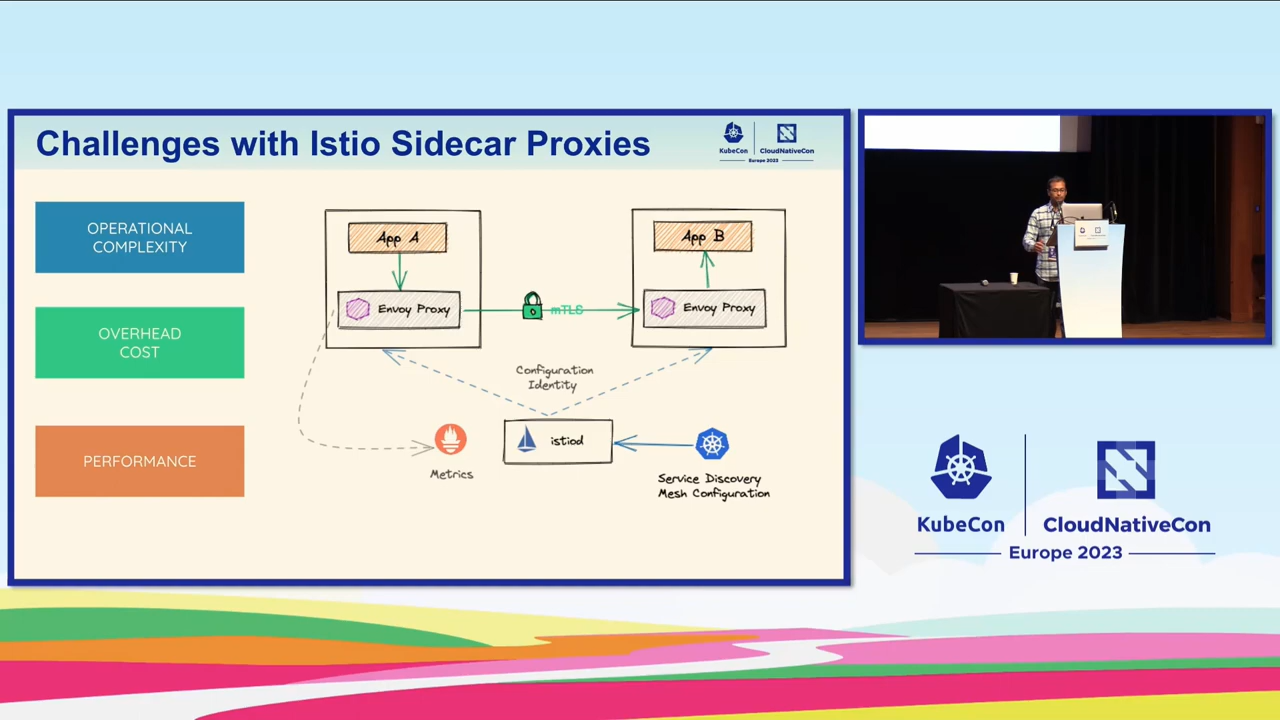 Challenges with Istio Sidecar Proxies
KubeCon
CloudNativeCon
Europe 2023
OPERATIONAL
COMPLEXITY
OVERHEAD
COST
PERFORMANCE
App A
Envoy Proxy
mTLS
App B
Envoy Proxy
Configuration
Identity
istiod
Metrics
Service Discovery
Mesh Configuration
KubeCon
CloudNativeCon
Europe 2023